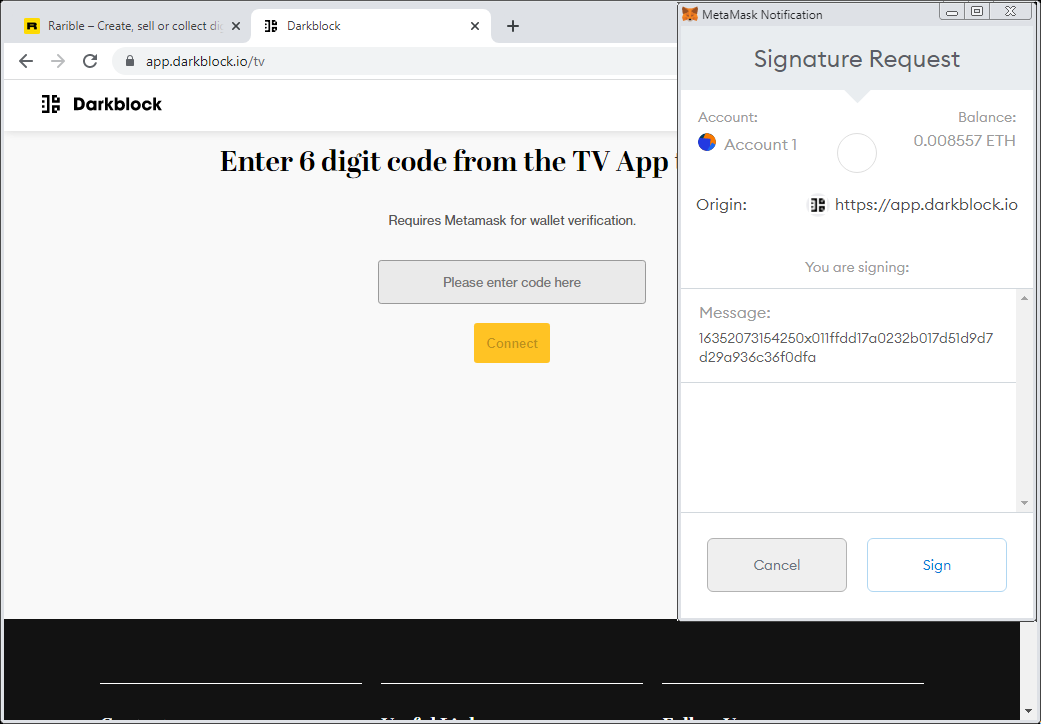 Rarible – Create, sell or collect di
Darkblock
app.darkblock.io/tv
Darkblock
Enter 6 digit code from the TV App
Requires Metamask for wallet verification.
Please enter code here
Connect
MetaMask Notification
Signature Request
Account:
Balance:
Account 1
0.008557 ETH
Origin:
https://app.darkblock.io
You are signing:
Message:
16352073154250x011ffdd17a0232b017d51d9d7
d29a936c36f0dfa
Cancel
Sign